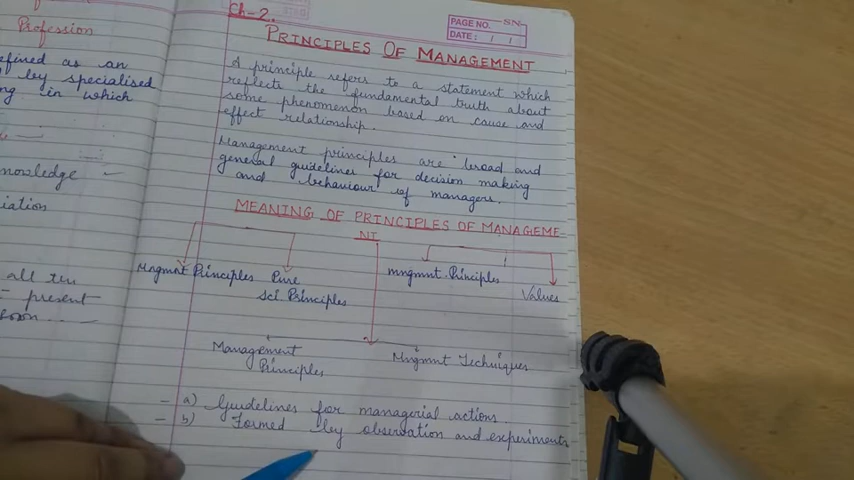 Profession
efined as an
by specialised
ng in which
nowledge
iation
all ten
present
soon
Ch-2.
PAGE NO. SN
DATE: / /
PRINCIPLES OF MANAGEMENT
A principle refers to a statement which
reflects the fundamental truth about
some phenomenon based on cause and
effect relationship.
Management principles are broad and
general guidelines for decision making
and behaviour of managers.
MEANING OF PRINCIPLES OF MANAGEME-
NT
Mngmnt Principles Pure
Sci Principles
mngmnt Principles
Values
Management
Principles
Mngmnt Techniques
- a) Guidelines for managerial actions
- b) Formed by observation and experiments